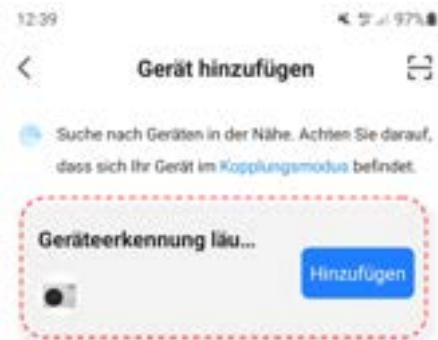 12:39
97%
Gerät hinzufügen
Suche nach Geräten in der Nähe. Achten Sie darauf,
dass sich Ihr Gerät im Kopplungsmodus befindet.
Geräteerkennung läu...
Hinzufügen